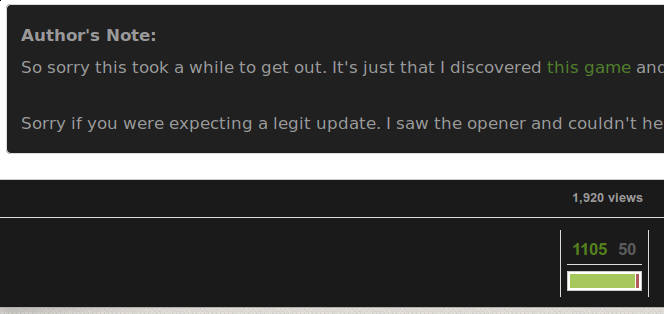 Author's Note:
So sorry this took a while to get out. It's just that I discovered this game and
Sorry if you were expecting a legit update. I saw the opener and couldn't he
1,920 views
1105 50